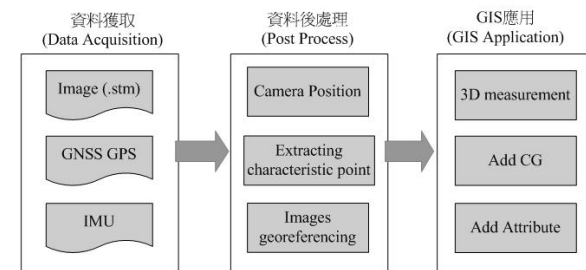 資料獲取
(Data Acquisition)
Image (.stm)
GNSS GPS
IMU
資料後處理
(Post Process)
Camera Position
Extracting
characteristic point
Images
georeferencing
GIS應用
(GIS Application)
3D measurement
Add CG
Add Attribute